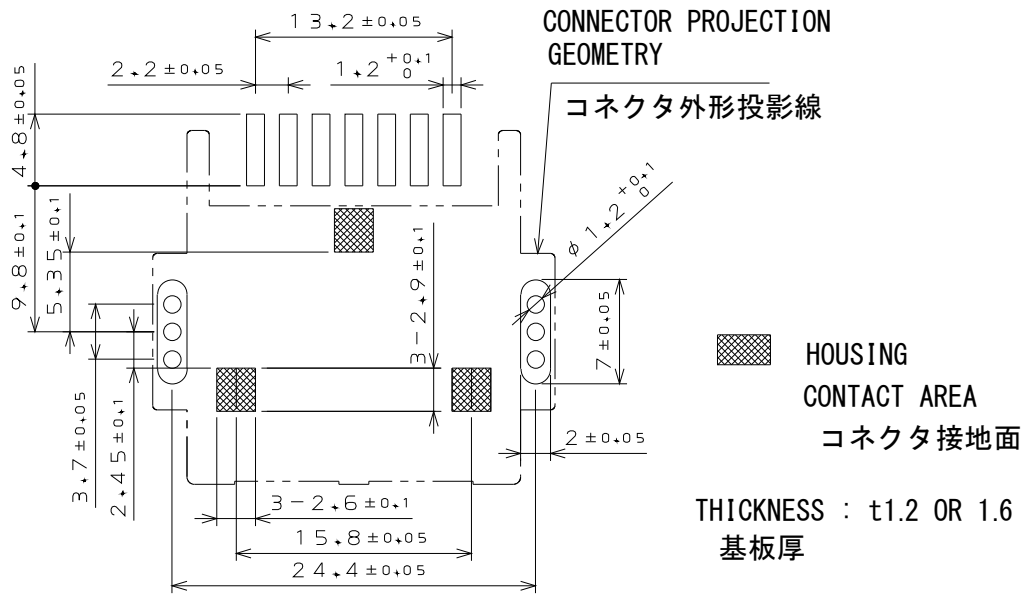 13.2±0.05
CONNECTOR PROJECTION
GEOMETRY
2.2±0.05
1.2 +0.1 0
コネクタ外形投影線
4.8±0.05
φ1.2 +0.1 0
9.8±0.1
5.35±0.1
3-2.9±0.1
7±0.05
HOUSING
CONTACT AREA
コネクタ接地面
3.7±0.05
2.45±0.1
2±0.05
3-2.6±0.1
15.8±0.05
24.4±0.05
THICKNESS : t1.2 OR 1.6
基板厚